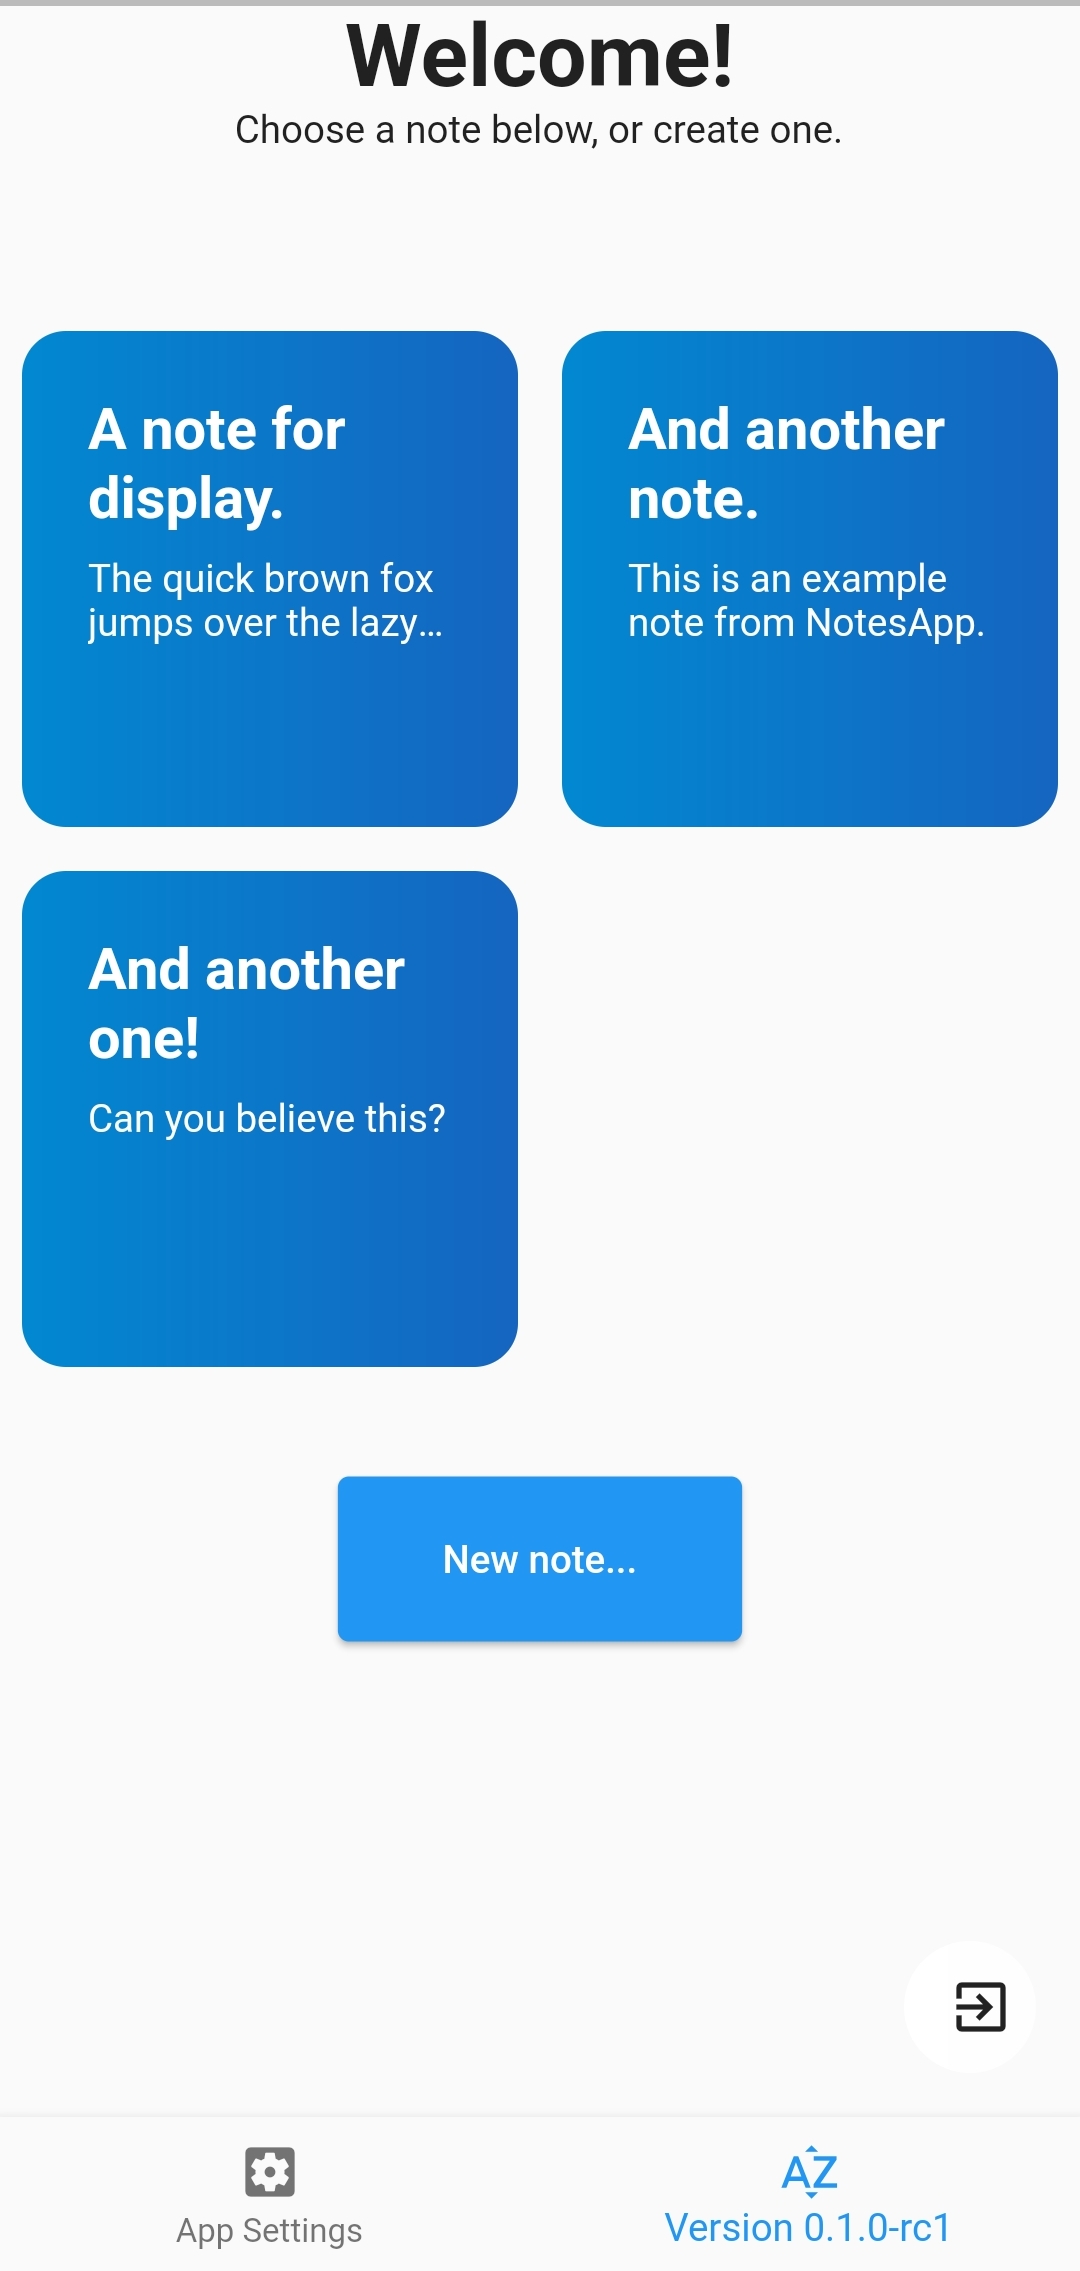 Welcome!
Choose a note below, or create one.
A note for
display.
The quick brown fox
jumps over the lazy...
And another
note.
This is an example
note from NotesApp.
And another
one!
Can you believe this?
New note...
App Settings
AZ
Version 0.1.0-rc1